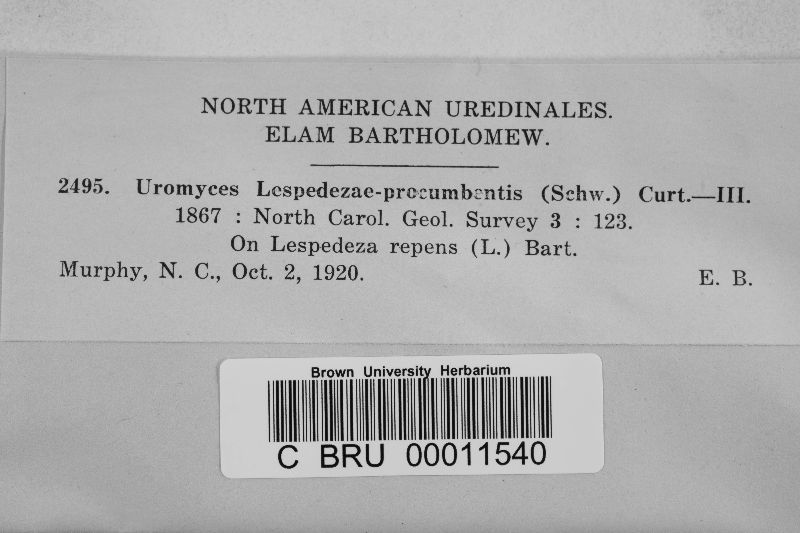 NORTH AMERICAN UREDINALES.
ELAM BARTHOLOMEW.
2495. Uromyces Lespedezae-procumbentis (Schw.) Curt.—III.
1867 : North Carol. Geol. Survey 3 : 123.
On Lespedeza repens (L.) Bart.
Murphy, N. C., Oct. 2, 1920. E. B.
Brown University Herbarium
C BRU 00011540